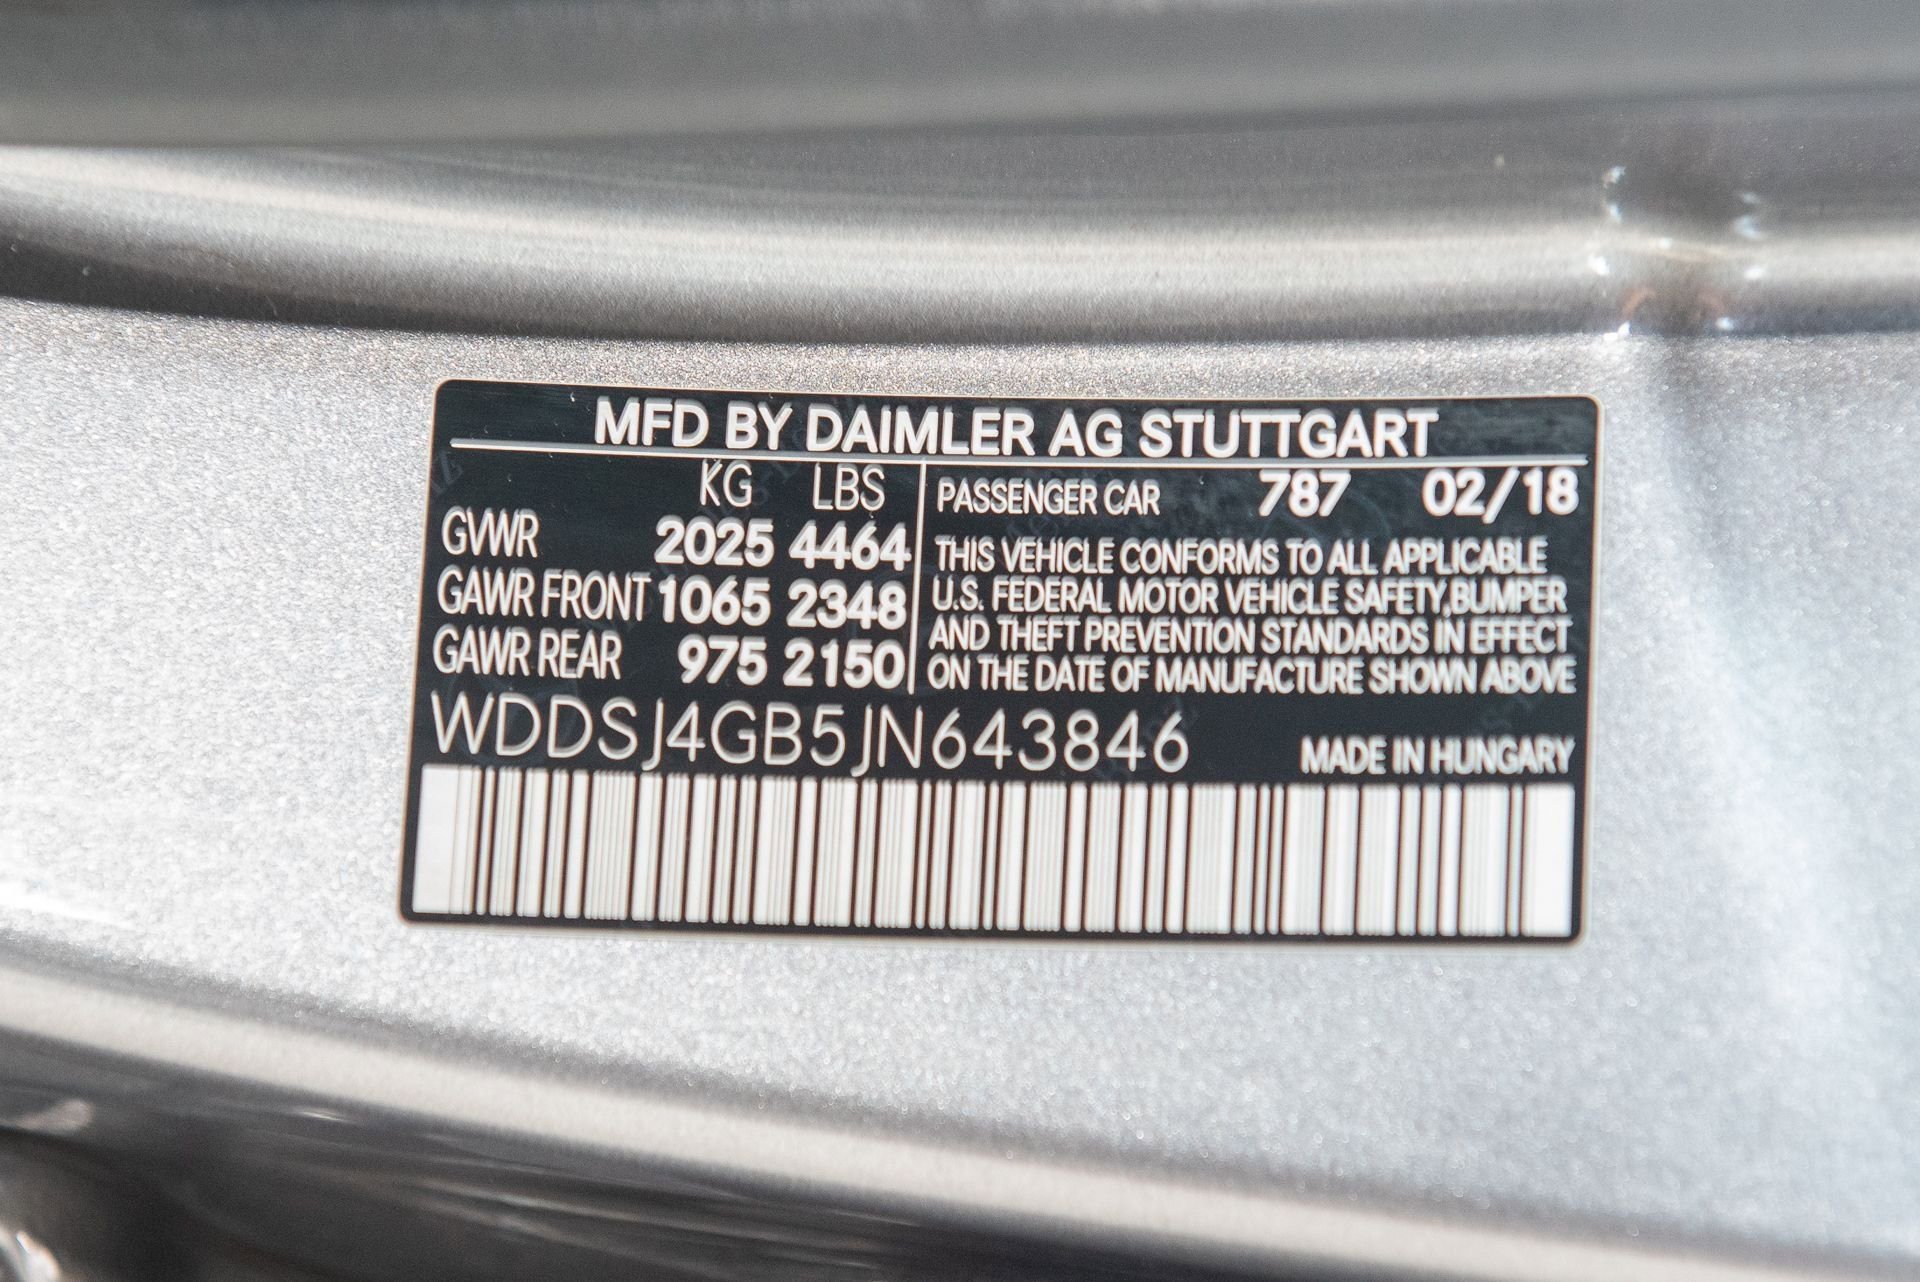 MFD BY DAIMLER AG STUTTGART
KG LBS
GVWR 2025 4464
GAWR FRONT 1065 2348
GAWR REAR 975 2150
PASSENGER CAR 787 02/18
THIS VEHICLE CONFORMS TO ALL APPLICABLE
U.S. FEDERAL MOTOR VEHICLE SAFETY,BUMPER
AND THEFT PREVENTION STANDARDS IN EFFECT
ON THE DATE OF MANUFACTURE SHOWN ABOVE
WDDSJ4GB5JN643846
MADE IN HUNGARY